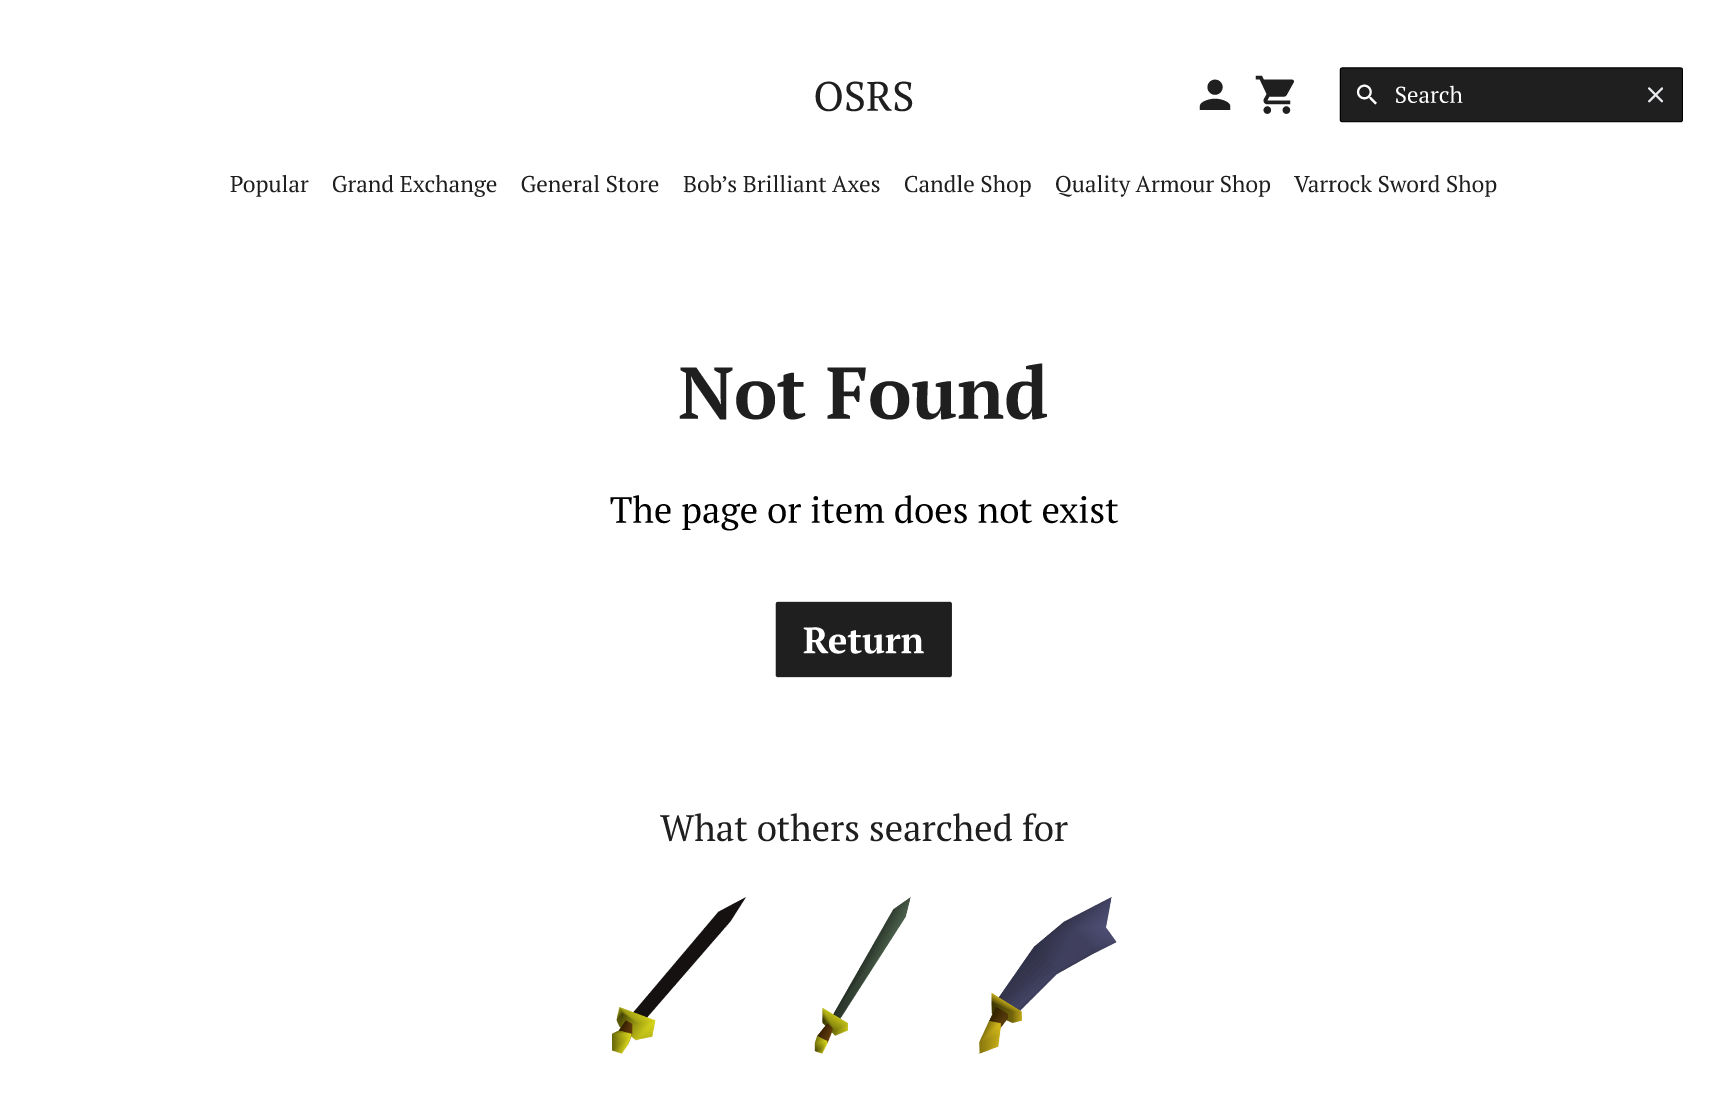 OSRS
Search
Popular Grand Exchange General Store Bob’s Brilliant Axes Candle Shop Quality Armour Shop Varrock Sword Shop
Not Found
The page or item does not exist
Return
What others searched for